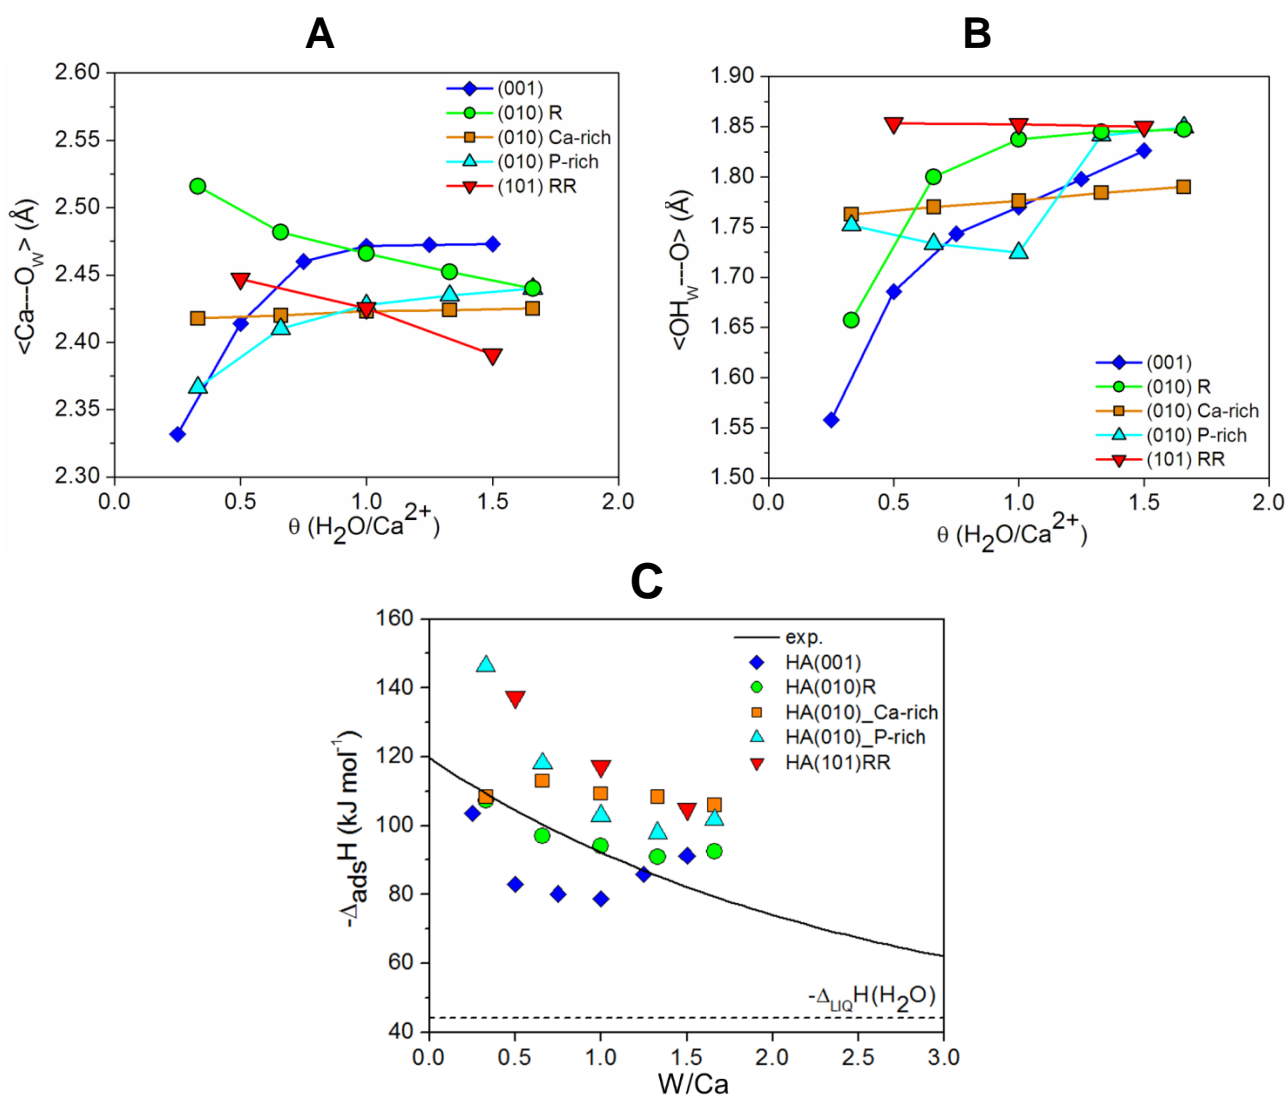 A
2.60
2.55
2.50
2.45
2.40
2.35
2.30
0.0 0.5 1.0 1.5 2.0
<Ca---O_W> (Å)
θ (H₂O/Ca²⁺)
(001)
(010) R
(010) Ca-rich
(010) P-rich
(101) RR
B
1.90
1.85
1.80
1.75
1.70
1.65
1.60
1.55
1.50
0.0 0.5 1.0 1.5 2.0
<OH_W---O> (Å)
θ (H₂O/Ca²⁺)
(001)
(010) R
(010) Ca-rich
(010) P-rich
(101) RR
C
160
140
120
100
80
60
40
0.0 0.5 1.0 1.5 2.0 2.5 3.0
-Δ_adsH (kJ mol⁻¹)
W/Ca
exp.
HA(001)
HA(010)R
HA(010)_Ca-rich
HA(010)_P-rich
HA(101)RR
-Δ_LIQH(H₂O)